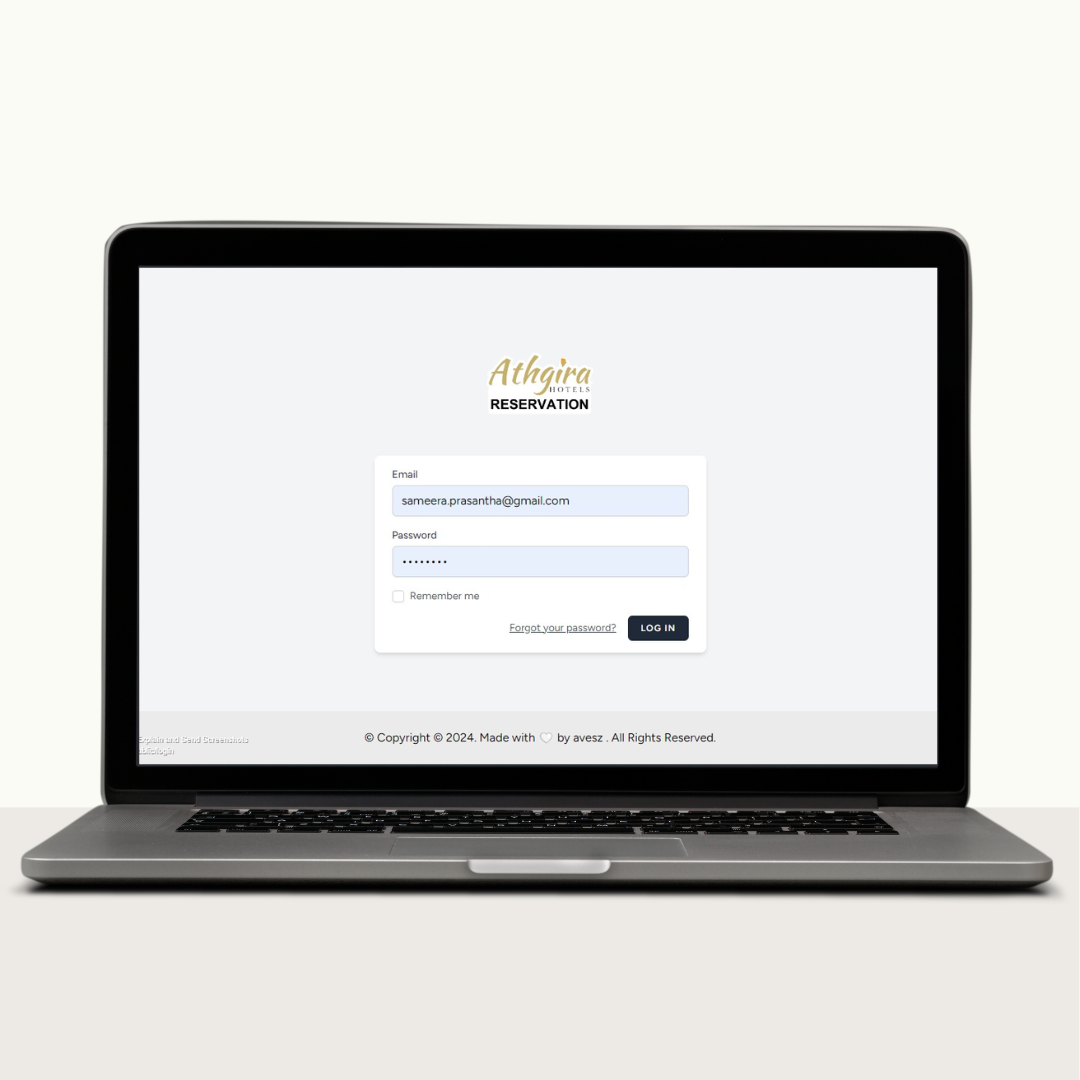 Athgira
HOTELS
RESERVATION
Email
sameera.prasantha@gmail.com
Password
••••••••
Remember me
Forgot your password?
LOG IN
© Copyright © 2024. Made with 🤍 by avesz . All Rights Reserved.
Explain and Send Screenshots